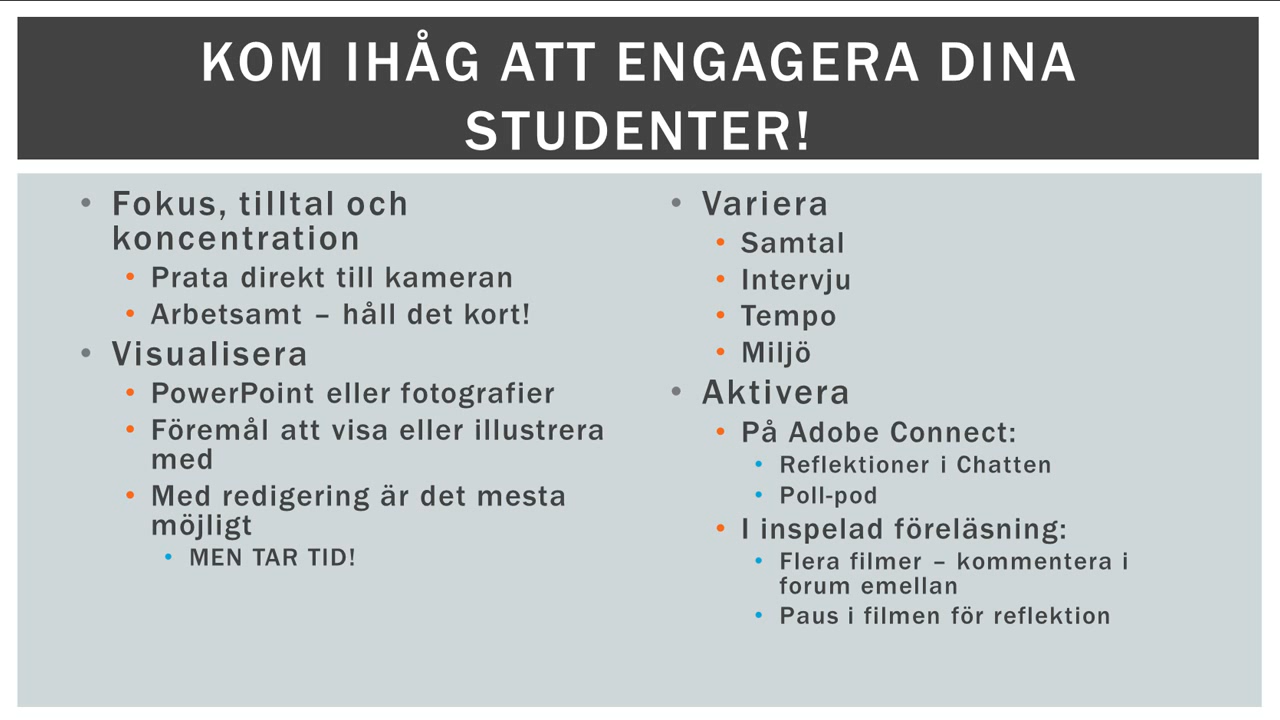 KOM IHÅG ATT ENGAGERA DINA
STUDENTER!
• Fokus, tilltal och
koncentration
• Prata direkt till kameran
• Arbetsamt – håll det kort!
• Visualisera
• PowerPoint eller fotografier
• Föremål att visa eller illustrera
med
• Med redigering är det mesta
möjligt
• MEN TAR TID!
• Variera
• Samtal
• Intervju
• Tempo
• Miljö
• Aktivera
• På Adobe Connect:
• Reflektioner i Chatten
• Poll-pod
• I inspelad föreläsning:
• Flera filmer – kommentera i
forum emellan
• Paus i filmen för reflektion